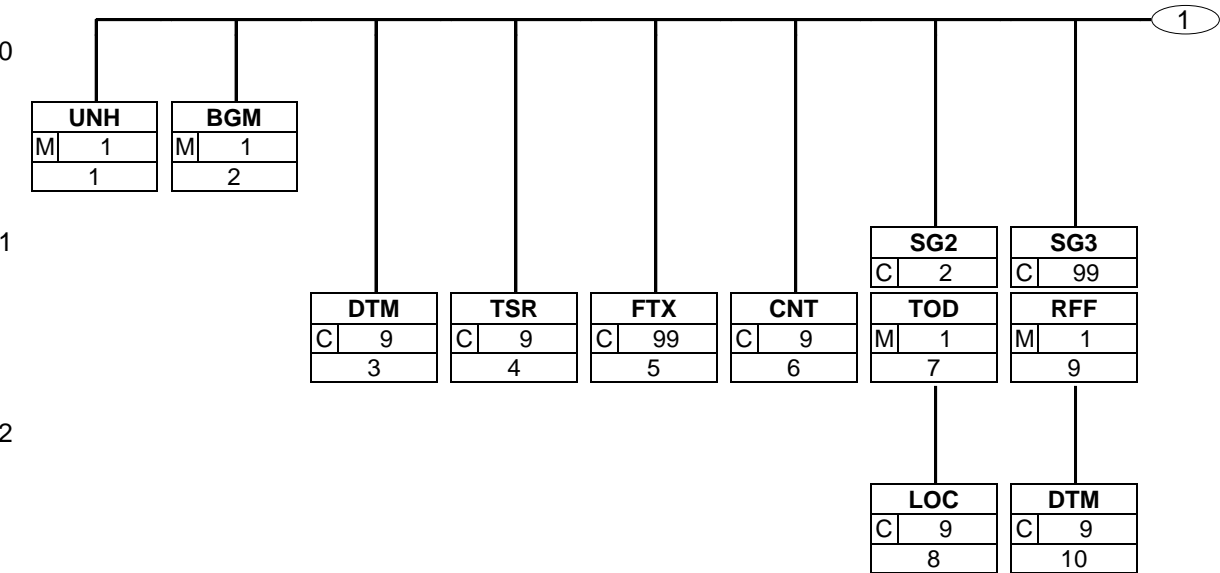 1
0
UNH BGM
M 1 M 1
1 2
1
SG2 SG3
C 2 C 99
DTM TSR FTX CNT TOD RFF
C 9 C 9 C 99 C 9 M 1 M 1
3 4 5 6 7 9
2
LOC DTM
C 9 C 9
8 10